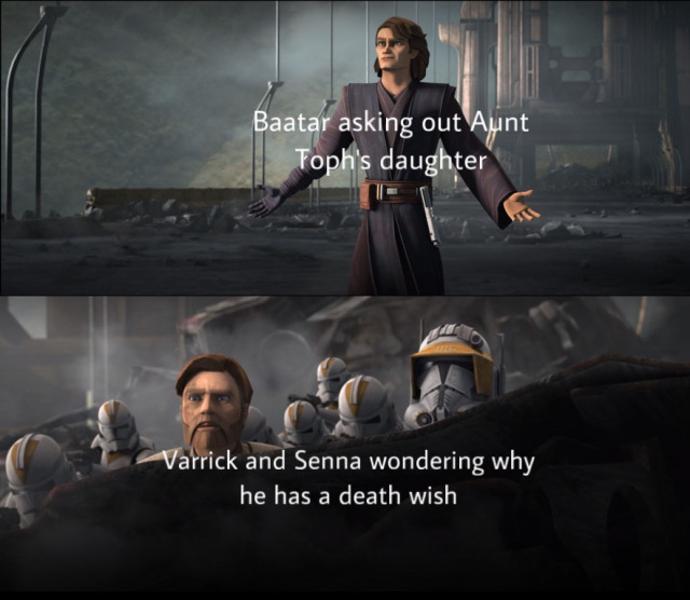 Baatar asking out Aunt
Toph's daughter
Varrick and Senna wondering why
he has a death wish